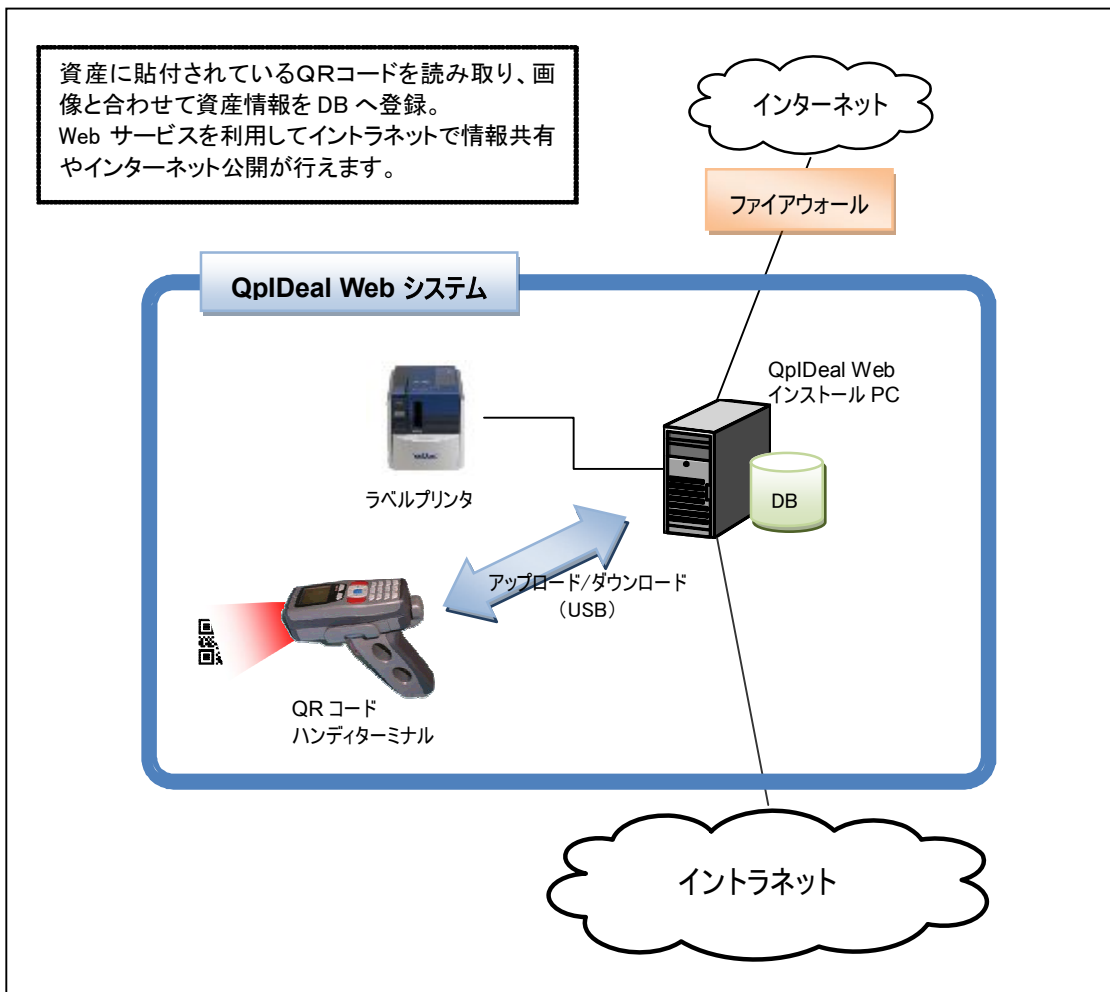 資産に貼付されているＱＲコードを読み取り、画
像と合わせて資産情報を DB へ登録。
Web サービスを利用してイントラネットで情報共有
やインターネット公開が行えます。
インターネット
ファイアウォール
QpIDeal Web システム
QpIDeal Web
インストール PC
DB
ラベルプリンタ
アップロード/ダウンロード
（USB）
QR コード
ハンディターミナル
イントラネット